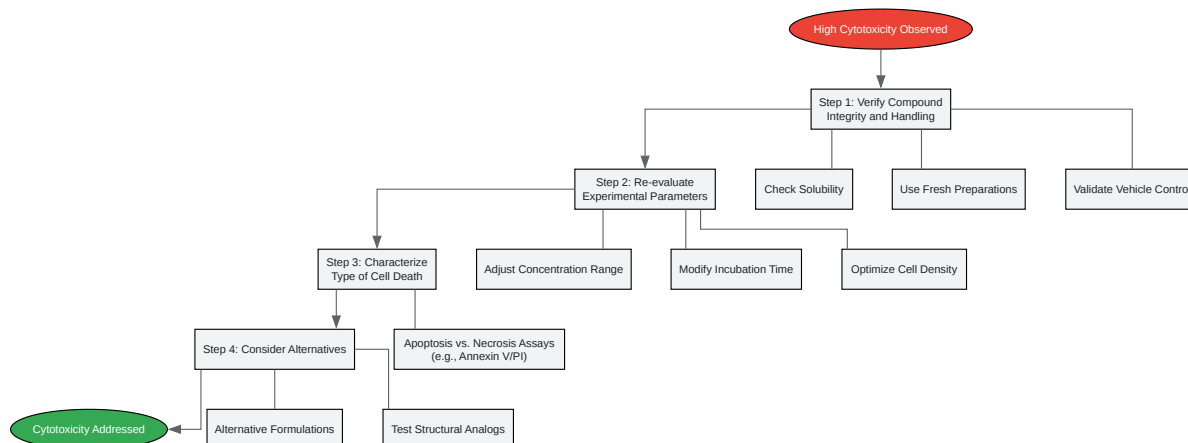 High Cytotoxicity Observed
Step 1: Verify Compound
Integrity and Handling
Check Solubility
Use Fresh Preparations
Validate Vehicle Control
Step 2: Re-evaluate
Experimental Parameters
Adjust Concentration Range
Modify Incubation Time
Optimize Cell Density
Step 3: Characterize
Type of Cell Death
Apoptosis vs. Necrosis Assays
(e.g., Annexin V/PI)
Step 4: Consider Alternatives
Cytotoxicity Addressed
Alternative Formulations
Test Structural Analogs